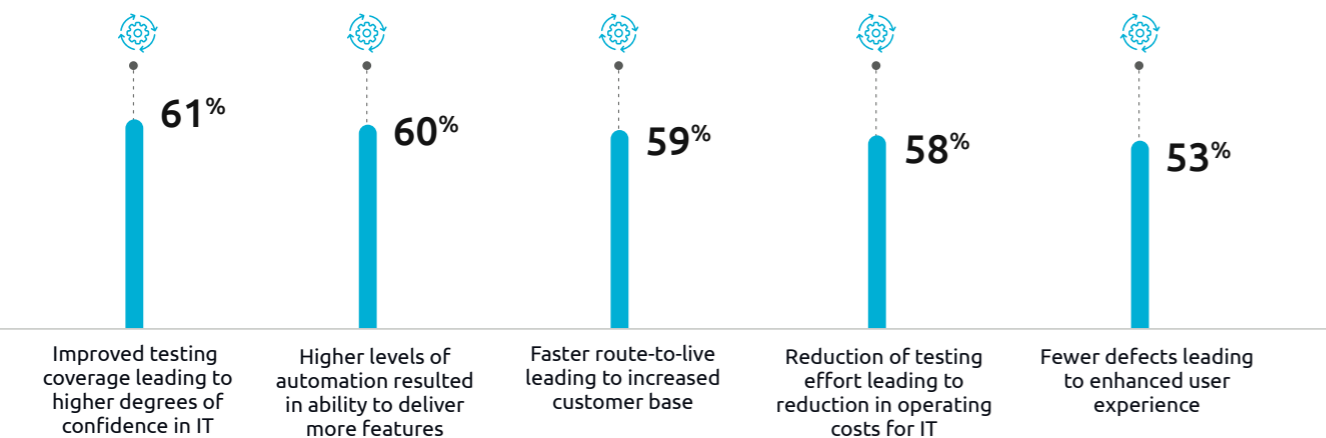 61%
60%
59%
58%
53%
Improved testing
coverage leading to
higher degrees of
confidence in IT
Higher levels of
automation resulted
in ability to deliver
more features
Faster route-to-live
leading to increased
customer base
Reduction of testing
effort leading to
reduction in operating
costs for IT
Fewer defects leading
to enhanced user
experience